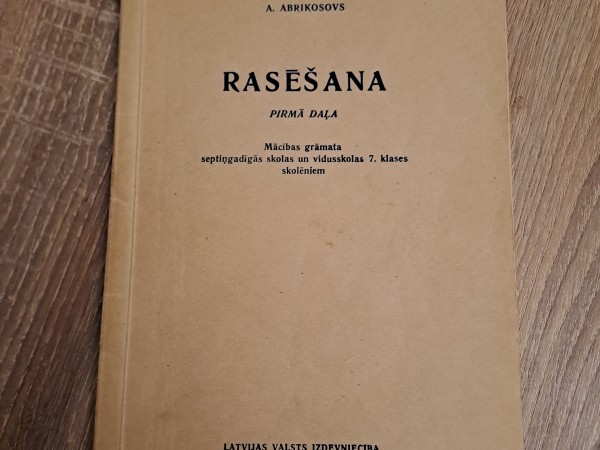 A. ABRIKOSOVS
RASĒŠANA
PIRMĀ DAĻA
Mācības grāmata
septiņgadīgās skolas un vidusskolas 7. klases
skolēniem
LATVIJAS VALSTS IZDEVNIECĪBA